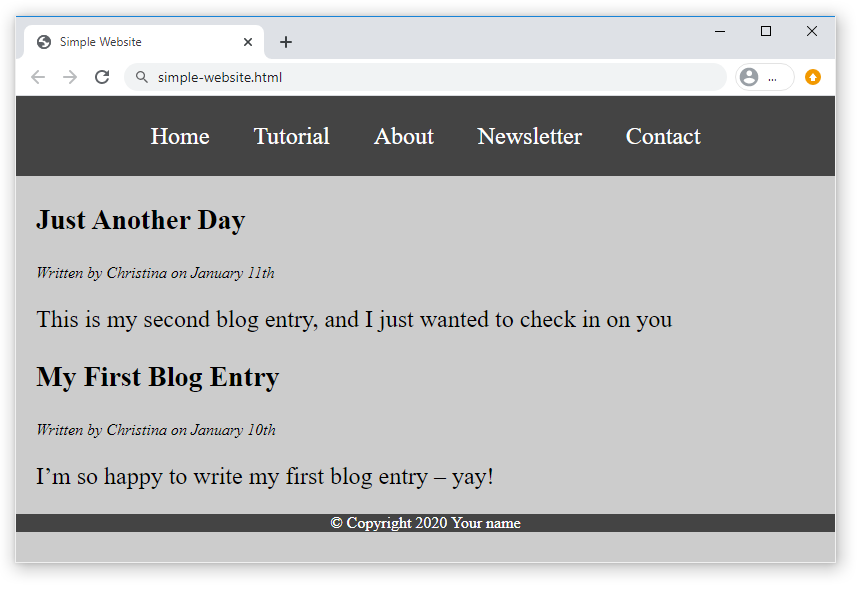 Simple Website
simple-website.html
...
Home Tutorial About Newsletter Contact
Just Another Day
Written by Christina on January 11th
This is my second blog entry, and I just wanted to check in on you
My First Blog Entry
Written by Christina on January 10th
I’m so happy to write my first blog entry – yay!
© Copyright 2020 Your name